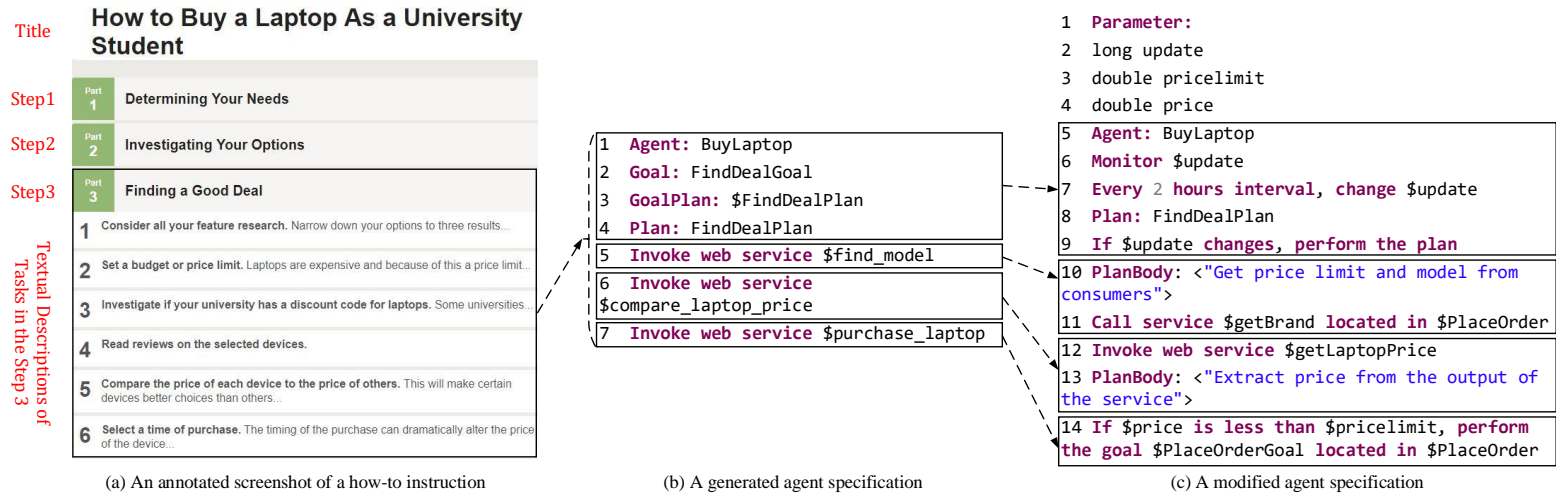 Title
How to Buy a Laptop As a University
Student
Step1
Part
1
Determining Your Needs
Step2
Part
2
Investigating Your Options
Step3
Part
3
Finding a Good Deal
Textual Descriptions of
Tasks in the Step 3
1 Consider all your feature research. Narrow down your options to three results...
2 Set a budget or price limit. Laptops are expensive and because of this a price limit...
3 Investigate if your university has a discount code for laptops. Some universities...
4 Read reviews on the selected devices.
5 Compare the price of each device to the price of others. This will make certain
devices better choices than others...
6 Select a time of purchase. The timing of the purchase can dramatically alter the price
of the device...
(a) An annotated screenshot of a how-to instruction
1 Agent: BuyLaptop
2 Goal: FindDealGoal
3 GoalPlan: $FindDealPlan
4 Plan: FindDealPlan
5 Invoke web service $find_model
6 Invoke web service
$compare_laptop_price
7 Invoke web service $purchase_laptop
(b) A generated agent specification
1 Parameter:
2 long update
3 double pricelimit
4 double price
5 Agent: BuyLaptop
6 Monitor $update
7 Every 2 hours interval, change $update
8 Plan: FindDealPlan
9 If $update changes, perform the plan
10 PlanBody: <"Get price limit and model from
consumers">
11 Call service $getBrand located in $PlaceOrder
12 Invoke web service $getLaptopPrice
13 PlanBody: <"Extract price from the output of
the service">
14 If $price is less than $pricelimit, perform
the goal $PlaceOrderGoal located in $PlaceOrder
(c) A modified agent specification